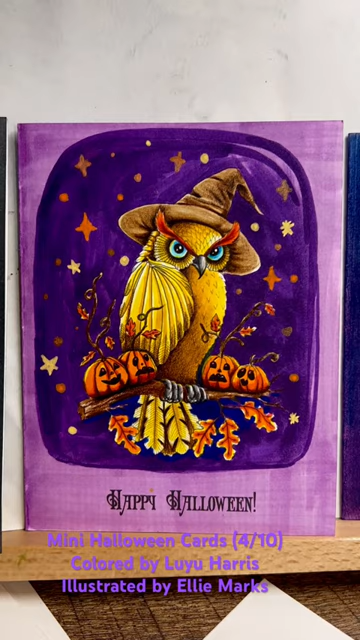 Happy Halloween!
Mini Halloween Cards (4/10)
Colored by Luyu Harris
Illustrated by Ellie Marks